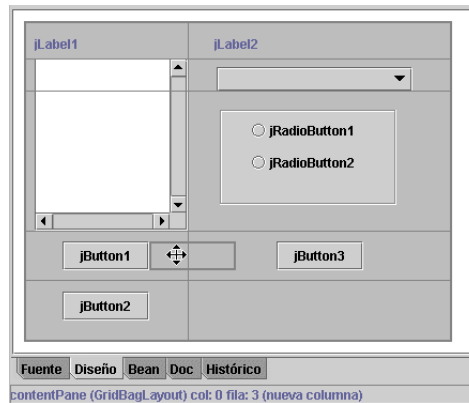 jLabel1 jLabel2
jRadioButton1
jRadioButton2
jButton1 jButton3
jButton2
Fuente Diseño Bean Doc Histórico
contentPane (GridBagLayout) col: 0 fila: 3 (nueva columna)